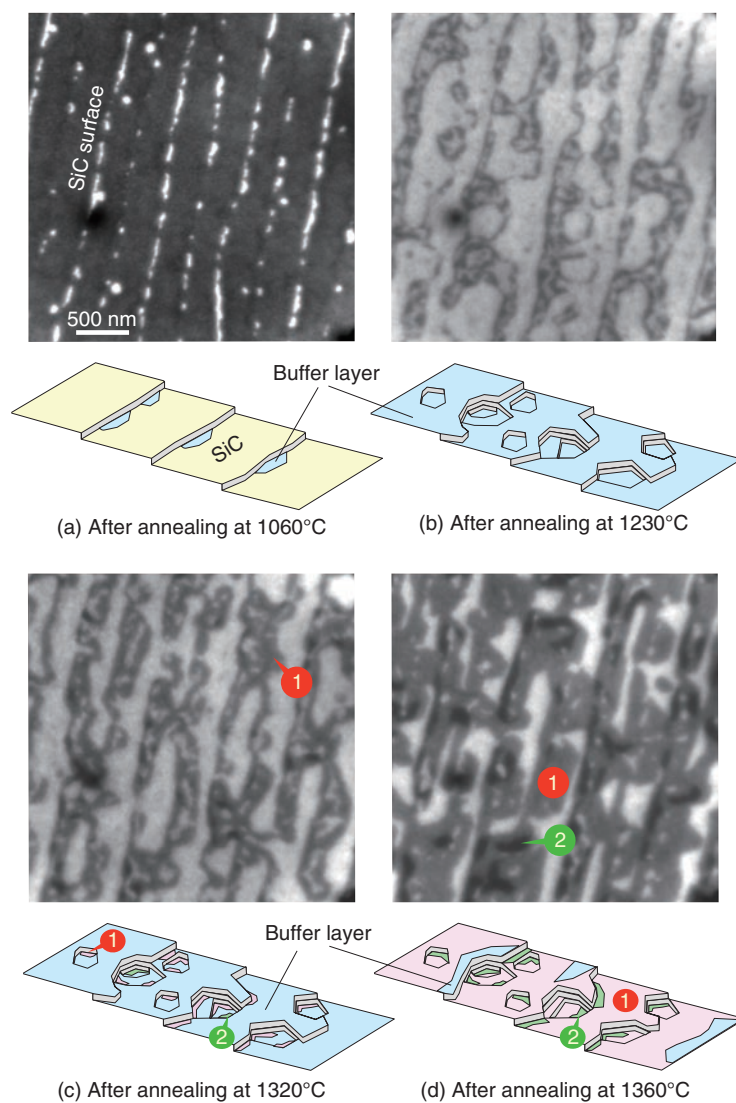 SiC surface
500 nm
Buffer layer
SiC
(a) After annealing at 1060°C
(b) After annealing at 1230°C
1
1
2
1
Buffer layer
1
2
2
(c) After annealing at 1320°C
(d) After annealing at 1360°C